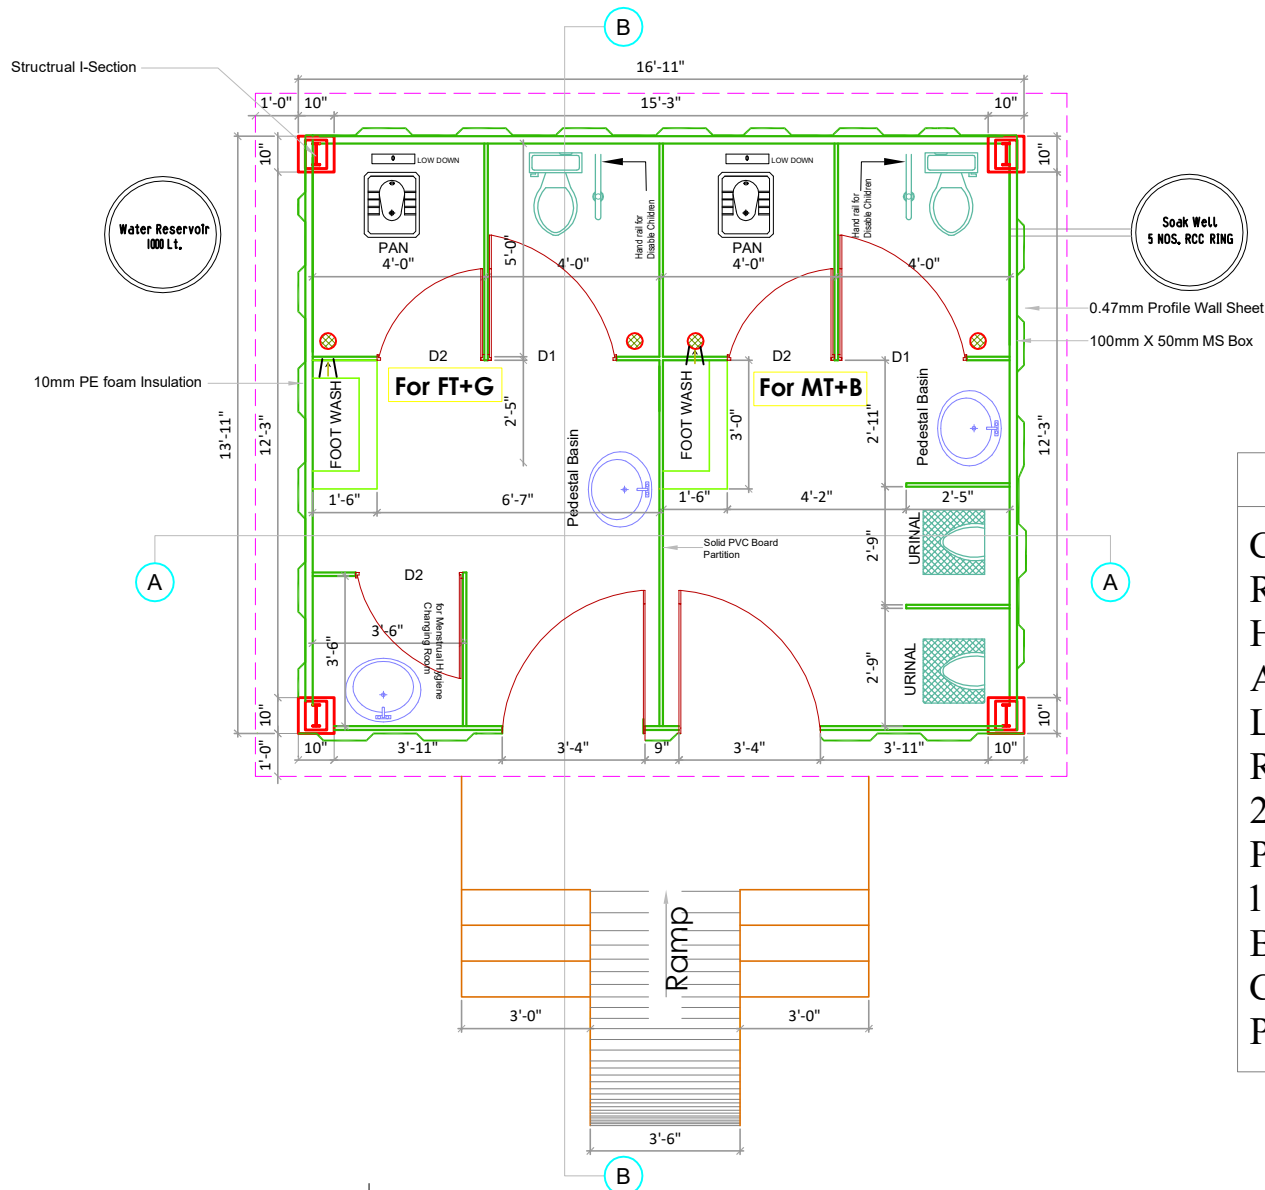 B
Structrual I-Section
16'-11"
1'-0"
10"
15'-3"
10"
10"
10"
LOW DOWN
LOW DOWN
Hand rail for
Disable Children
Hand rail for
Disable Children
Water Reservoir
1000 Lt.
Soak Well
5 NOS. RCC RING
PAN
PAN
4'-0"
5'-0"
4'-0"
4'-0"
4'-0"
0.47mm Profile Wall Sheet
100mm X 50mm MS Box
10mm PE foam Insulation
D2
D1
D2
D1
For FT+G
For MT+B
FOOT WASH
FOOT WASH
2'-5"
3'-0"
2'-11"
Pedestal Basin
Pedestal Basin
13'-11"
12'-3"
12'-3"
1'-6"
6'-7"
1'-6"
4'-2"
2'-5"
Solid PVC Board
Partition
2'-9"
URINAL
A
A
D2
for Menstrual Hygiene
Changing Room
3'-6"
3'-6"
2'-9"
URINAL
10"
10"
1'-0"
10"
3'-11"
3'-4"
9"
3'-4"
3'-11"
10"
Ramp
3'-0"
3'-0"
3'-6"
B
R
H
A
L
R
2
P
1
B
P